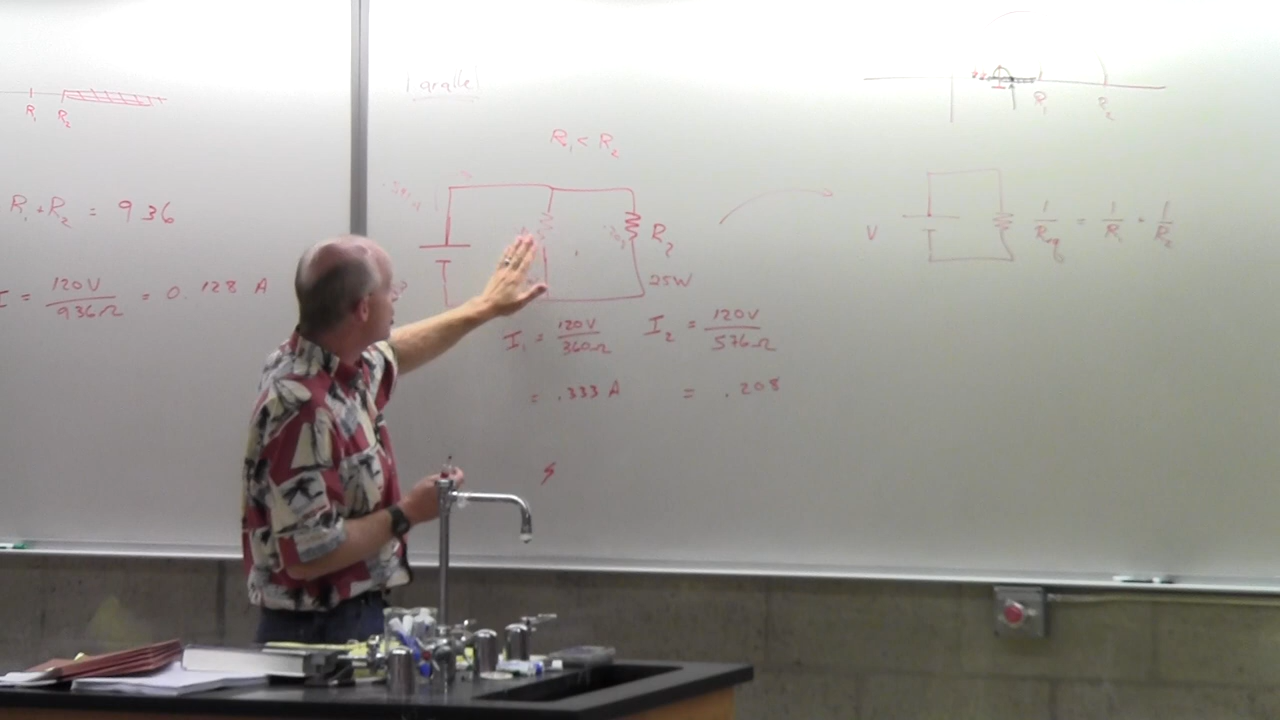 R₁ R₂
R₁ + R₂ = 936
I = 120V / 936Ω = 0.128 A
Parallel
R₁ < R₂
R₂
25W
I₁ = 120V / 360Ω
= .333 A
I₂ = 120V / 576Ω
= .208
R₁ R₂
V
1/Req = 1/R₁ + 1/R₂